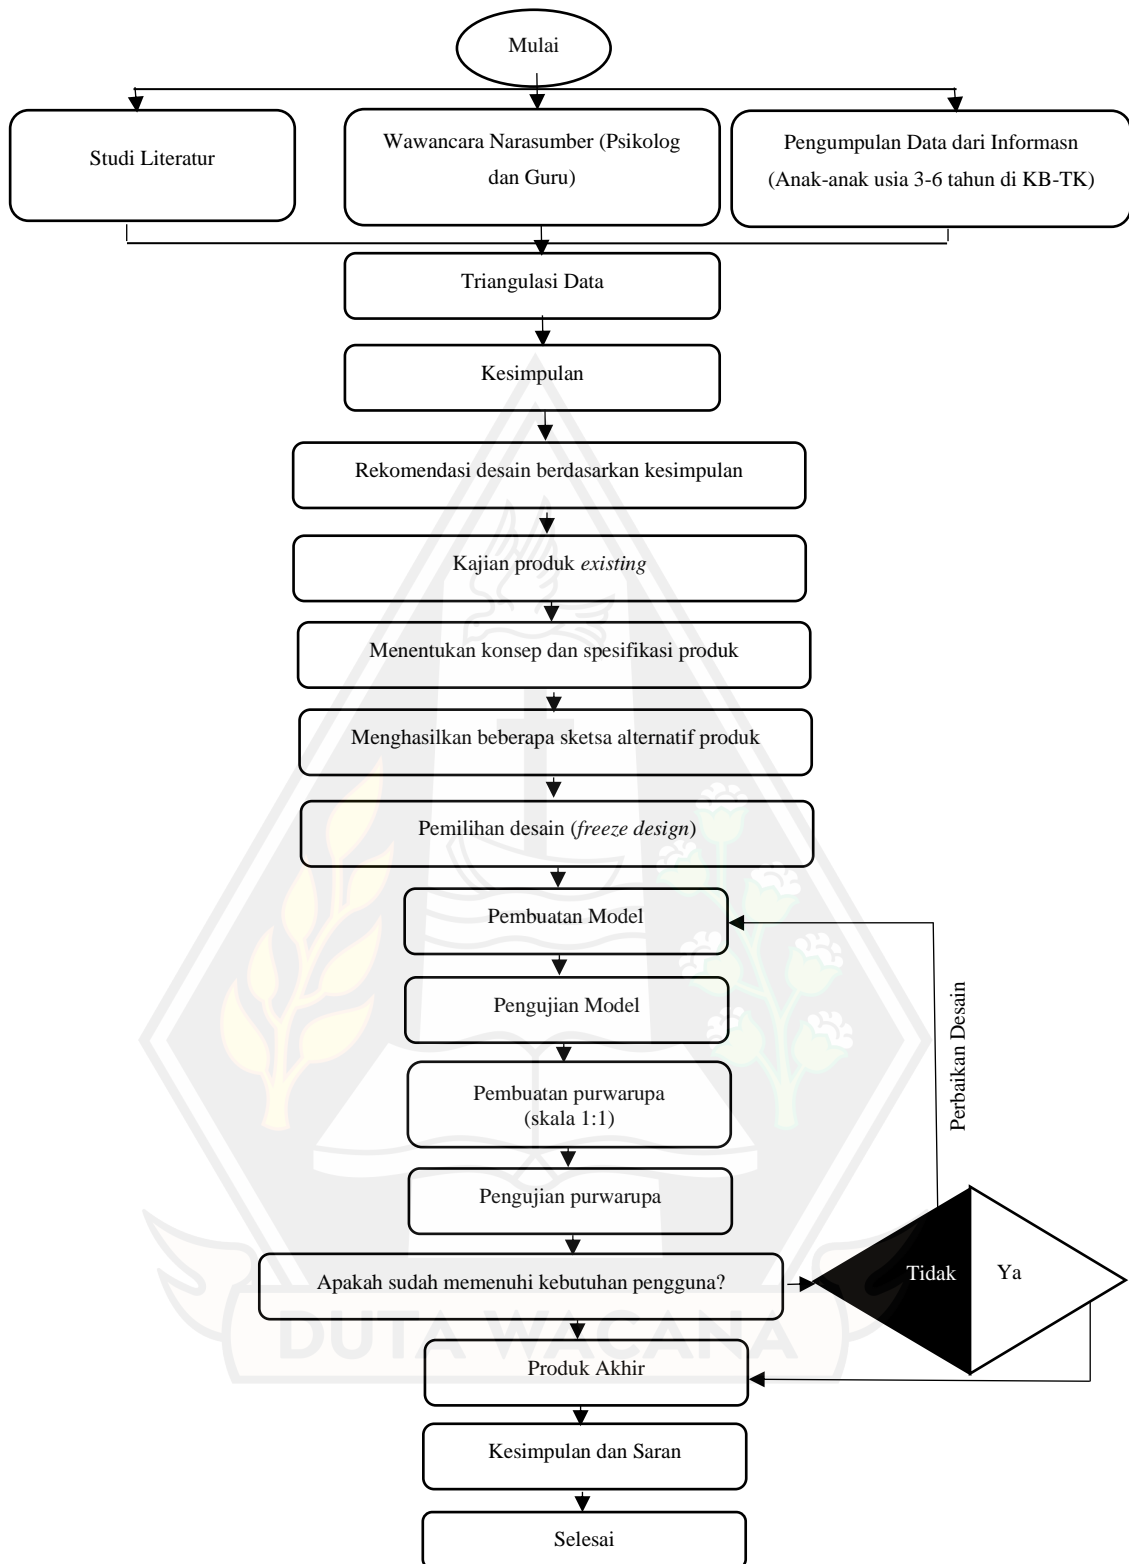 Mulai
Studi Literatur
Wawancara Narasumber (Psikolog
dan Guru)
Pengumpulan Data dari Informasn
(Anak-anak usia 3-6 tahun di KB-TK)
Triangulasi Data
Kesimpulan
Rekomendasi desain berdasarkan kesimpulan
Kajian produk existing
Menentukan konsep dan spesifikasi produk
Menghasilkan beberapa sketsa alternatif produk
Pemilihan desain (freeze design)
Pembuatan Model
Pengujian Model
Perbaikan Desain
Pembuatan purwarupa
(skala 1:1)
Pengujian purwarupa
Apakah sudah memenuhi kebutuhan pengguna?
Tidak
Ya
DUTA WACANA
Produk Akhir
Kesimpulan dan Saran
Selesai